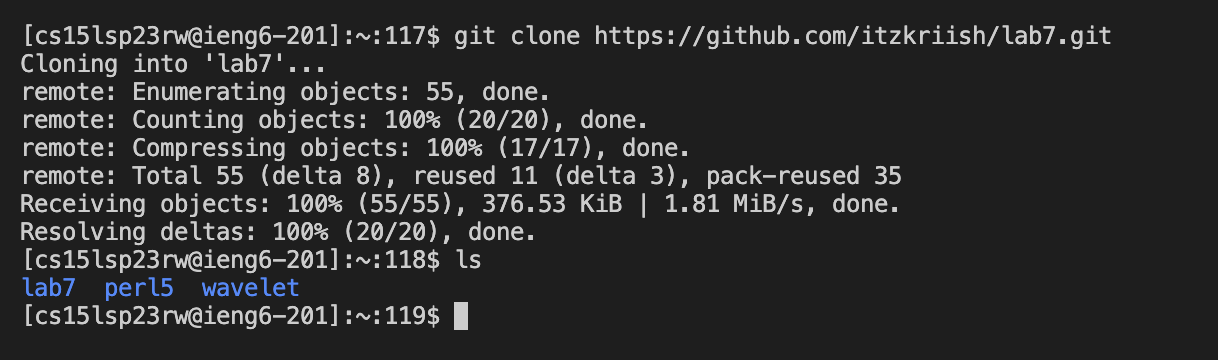 [cs15lsp23rw@ieng6-201]:~:117$ git clone https://github.com/itzkriish/lab7.git
Cloning into 'lab7'...
remote: Enumerating objects: 55, done.
remote: Counting objects: 100% (20/20), done.
remote: Compressing objects: 100% (17/17), done.
remote: Total 55 (delta 8), reused 11 (delta 3), pack-reused 35
Receiving objects: 100% (55/55), 376.53 KiB | 1.81 MiB/s, done.
Resolving deltas: 100% (20/20), done.
[cs15lsp23rw@ieng6-201]:~:118$ ls
lab7  perl5  wavelet
[cs15lsp23rw@ieng6-201]:~:119$